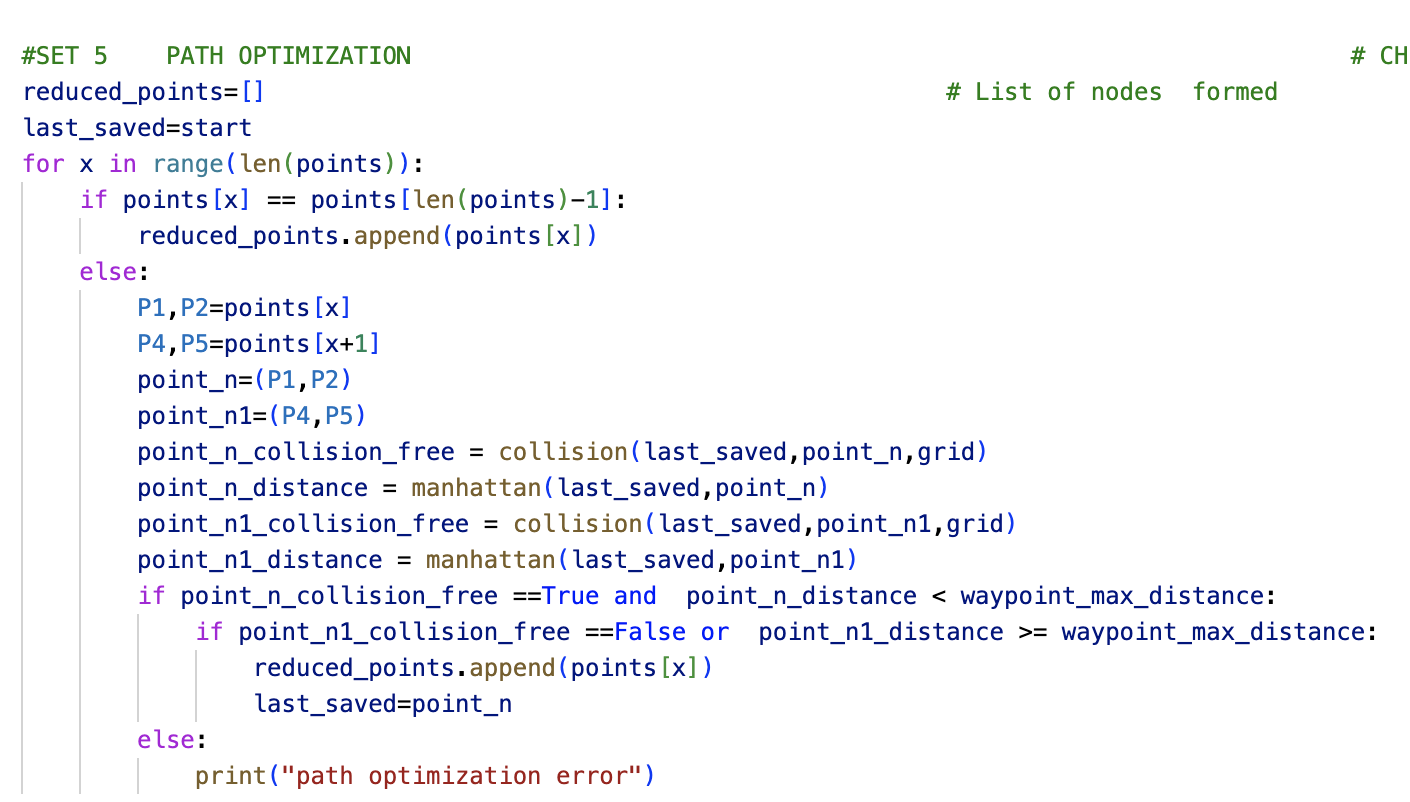 #SET 5    PATH OPTIMIZATION    # CH
reduced_points=[]    # List of nodes  formed
last_saved=start
for x in range(len(points)):
    if points[x] == points[len(points)-1]:
        reduced_points.append(points[x])
    else:
        P1,P2=points[x]
        P4,P5=points[x+1]
        point_n=(P1,P2)
        point_n1=(P4,P5)
        point_n_collision_free = collision(last_saved,point_n,grid)
        point_n_distance = manhattan(last_saved,point_n)
        point_n1_collision_free = collision(last_saved,point_n1,grid)
        point_n1_distance = manhattan(last_saved,point_n1)
        if point_n_collision_free ==True and  point_n_distance < waypoint_max_distance:
            if point_n1_collision_free ==False or  point_n1_distance >= waypoint_max_distance:
                reduced_points.append(points[x])
                last_saved=point_n
        else:
            print("path optimization error")